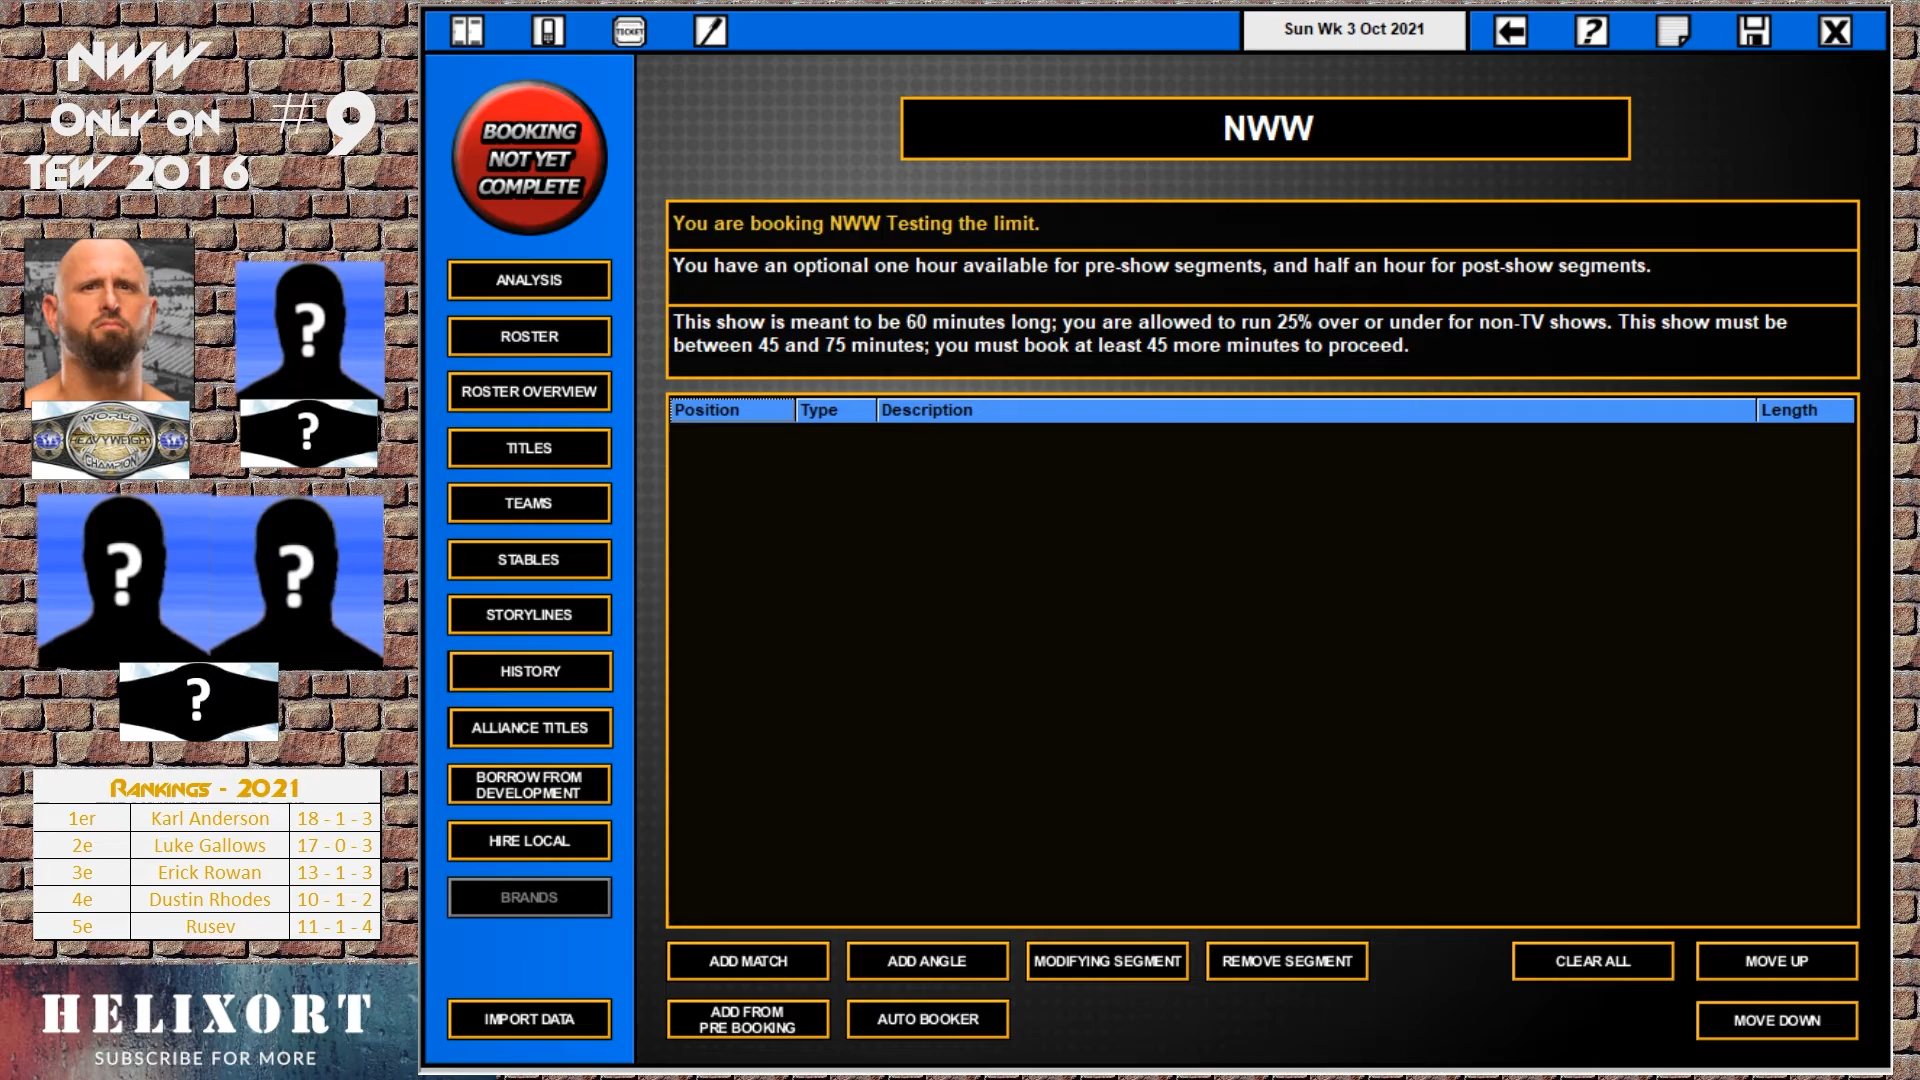 NWW
ONLY ON
TEW 2016
#9
?
WORLD
HEAVYWEIGHT
CHAMPION
?
?
?
?
RANKINGS - 2021
1er Karl Anderson 18 - 1 - 3
2e Luke Gallows 17 - 0 - 3
3e Erick Rowan 13 - 1 - 3
4e Dustin Rhodes 10 - 1 - 2
5e Rusev 11 - 1 - 4
HELIXORT
SUBSCRIBE FOR MORE
TICKET
Sun Wk 3 Oct 2021
?
X
BOOKING
NOT YET
COMPLETE
ANALYSIS
ROSTER
ROSTER OVERVIEW
TITLES
TEAMS
STABLES
STORYLINES
HISTORY
ALLIANCE TITLES
BORROW FROM
DEVELOPMENT
HIRE LOCAL
BRANDS
IMPORT DATA
NWW
You are booking NWW Testing the limit.
You have an optional one hour available for pre-show segments, and half an hour for post-show segments.
This show is meant to be 60 minutes long; you are allowed to run 25% over or under for non-TV shows. This show must be
between 45 and 75 minutes; you must book at least 45 more minutes to proceed.
Position Type Description Length
ADD MATCH ADD ANGLE MODIFYING SEGMENT REMOVE SEGMENT CLEAR ALL MOVE UP
ADD FROM
PRE BOOKING
AUTO BOOKER
MOVE DOWN